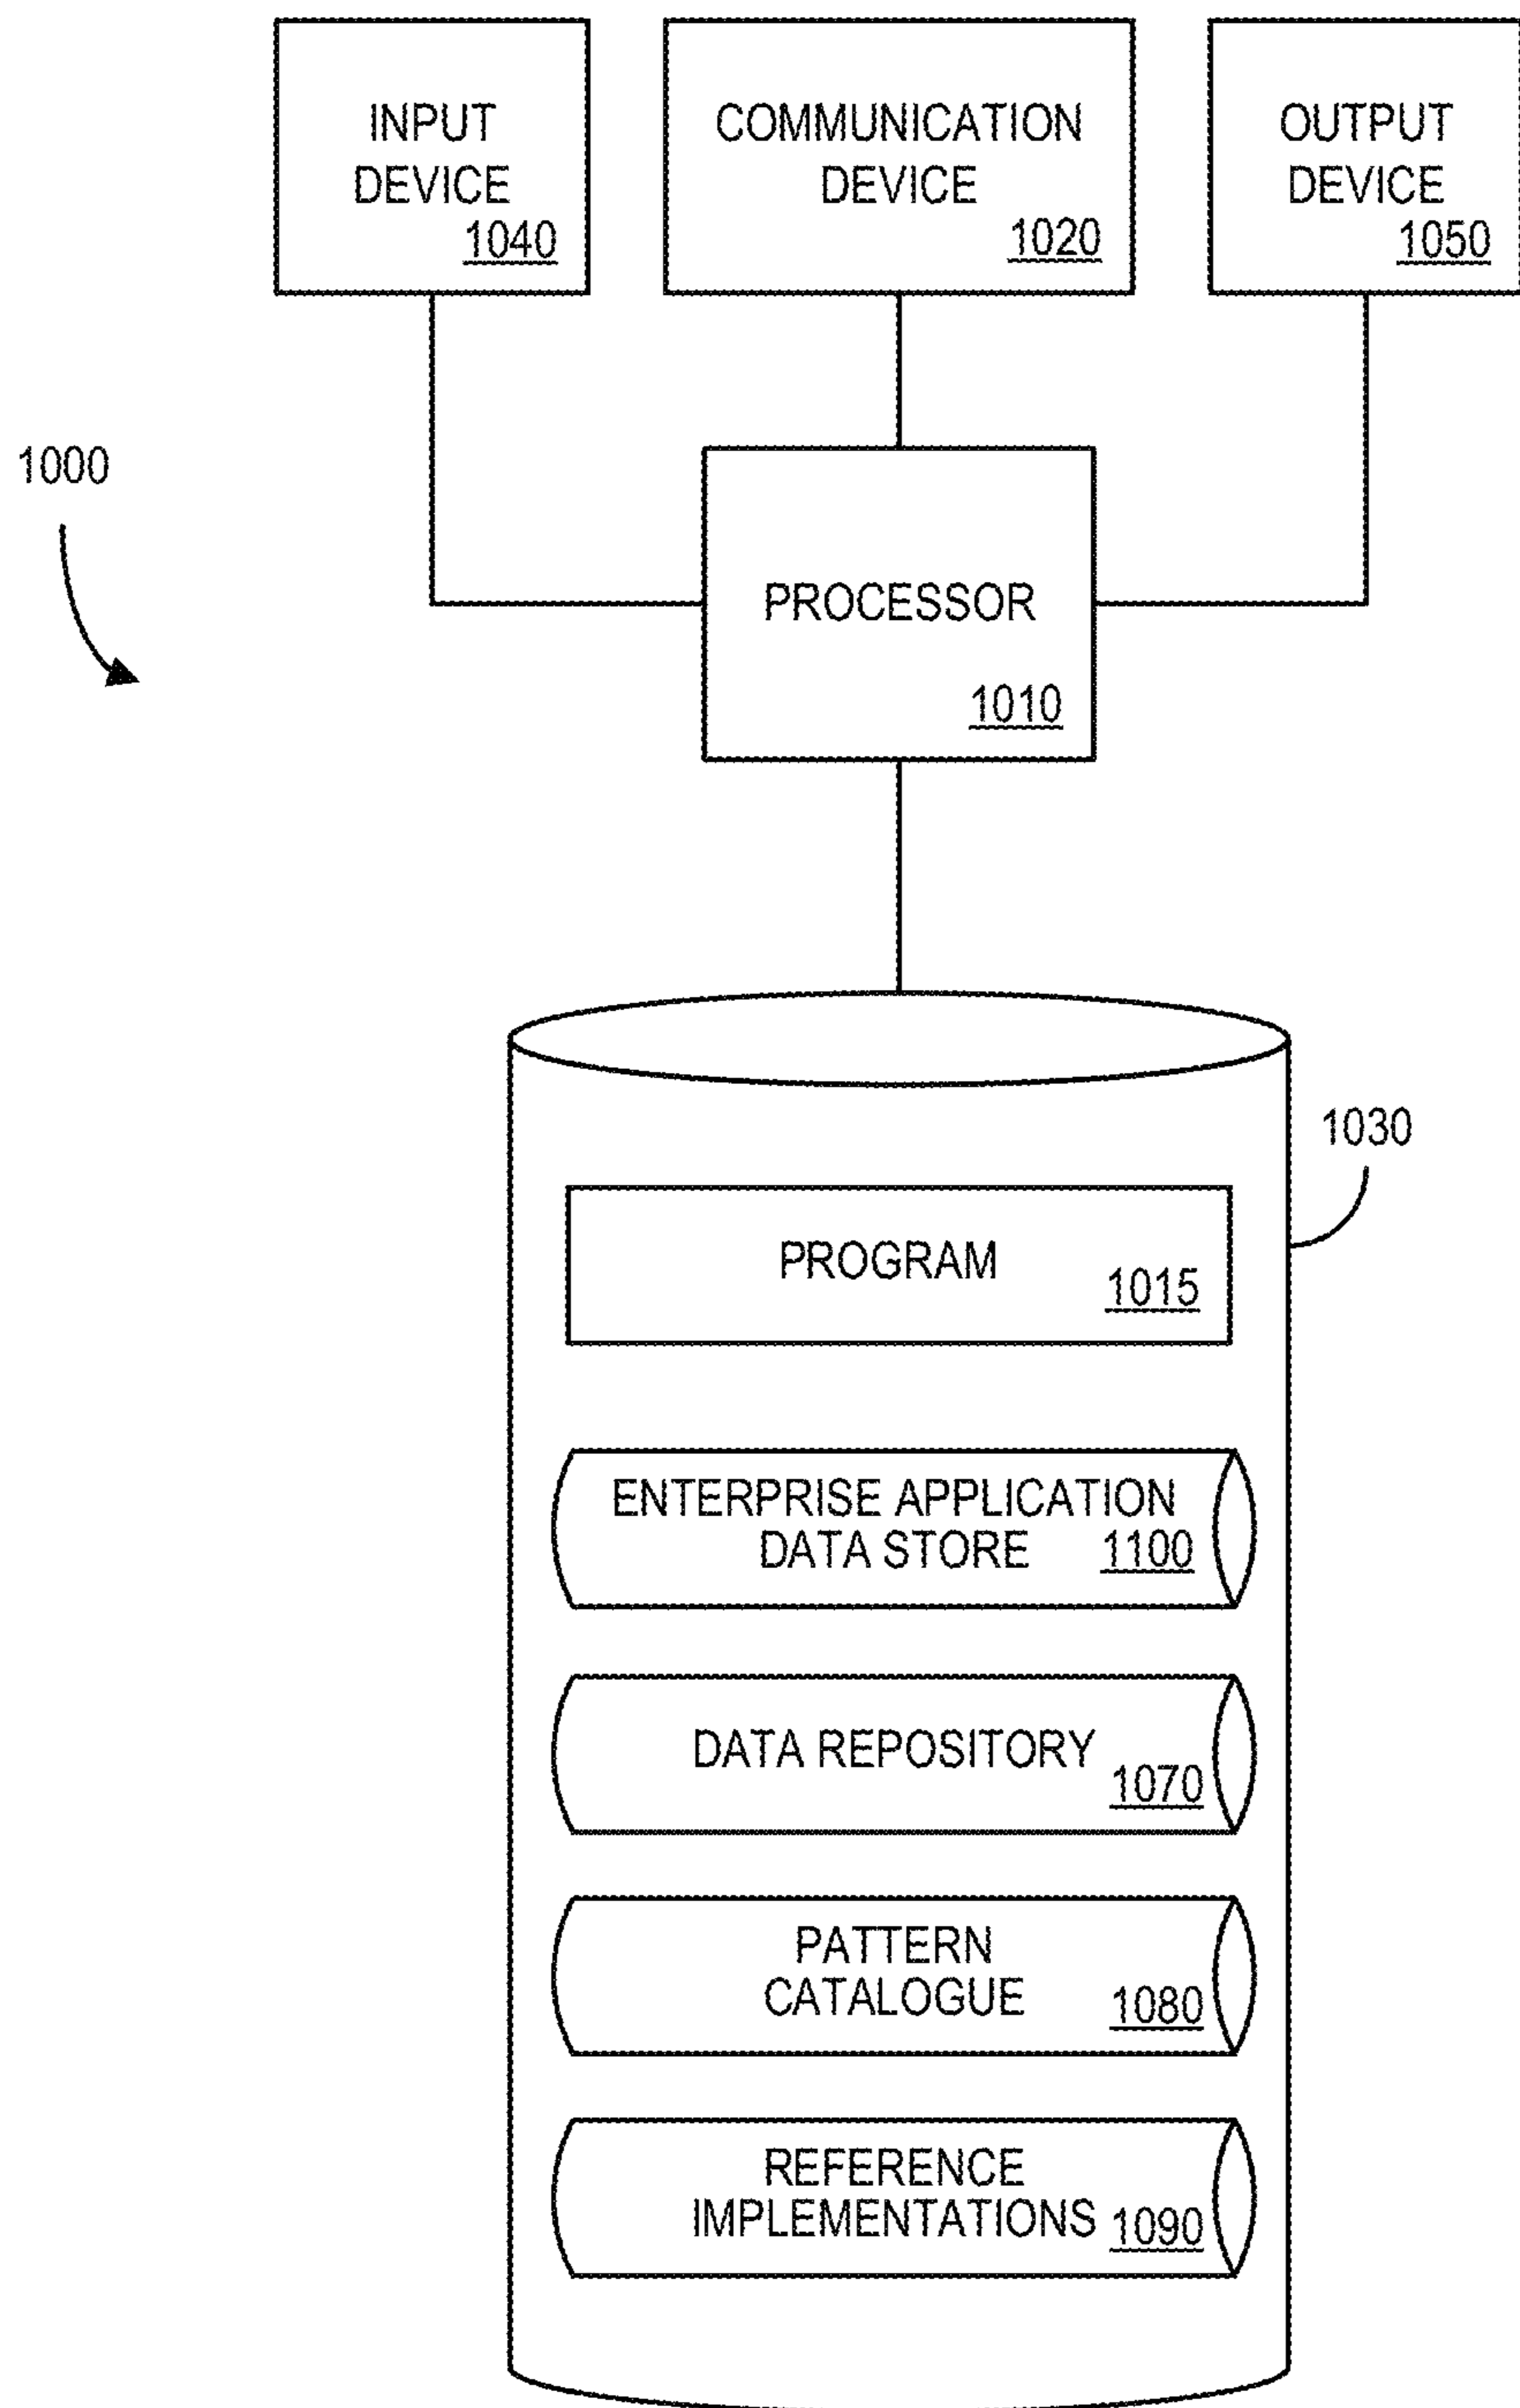 INPUT
DEVICE
1040
COMMUNICATION
DEVICE
1020
OUTPUT
DEVICE
1050
1000
PROCESSOR
1010
1030
PROGRAM
1015
ENTERPRISE APPLICATION
DATA STORE 1100
DATA REPOSITORY
1070
PATTERN
CATALOGUE
1080
REFERENCE
IMPLEMENTATIONS 1090